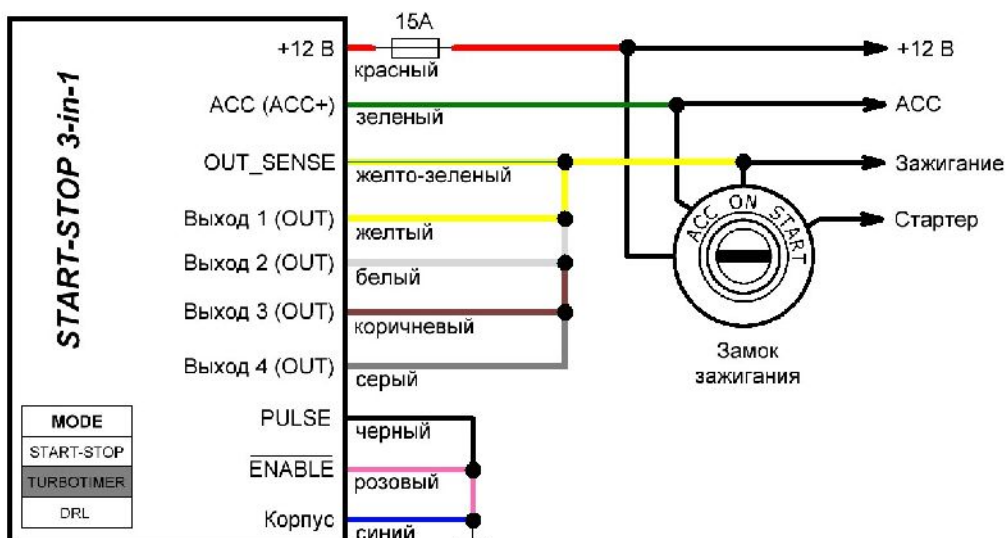 15А
+12 В
красный
+12 В
ACC (ACC+)
зеленый
ACC
OUT_SENSE
желто-зеленый
Зажигание
Выход 1 (OUT)
желтый
Стартер
Выход 2 (OUT)
белый
Выход 3 (OUT)
коричневый
Выход 4 (OUT)
серый
ACC ON START
Замок
зажигания
START-STOP 3-in-1
PULSE
черный
ENABLE
розовый
Корпус
синий
MODE
START-STOP
TURBOTIMER
DRL